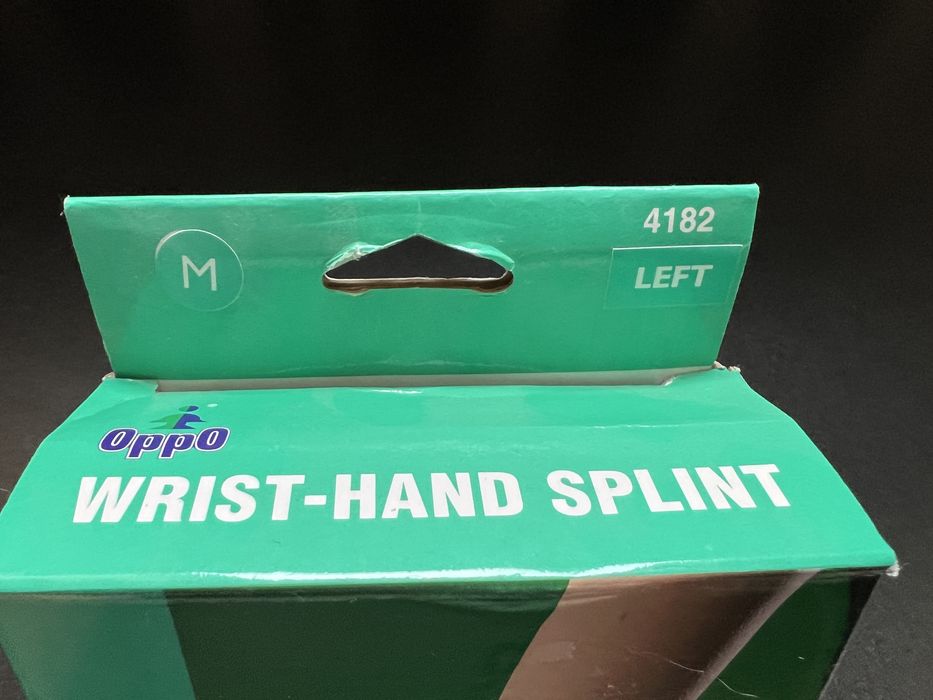 4182
M
LEFT
OppO
WRIST-HAND SPLINT